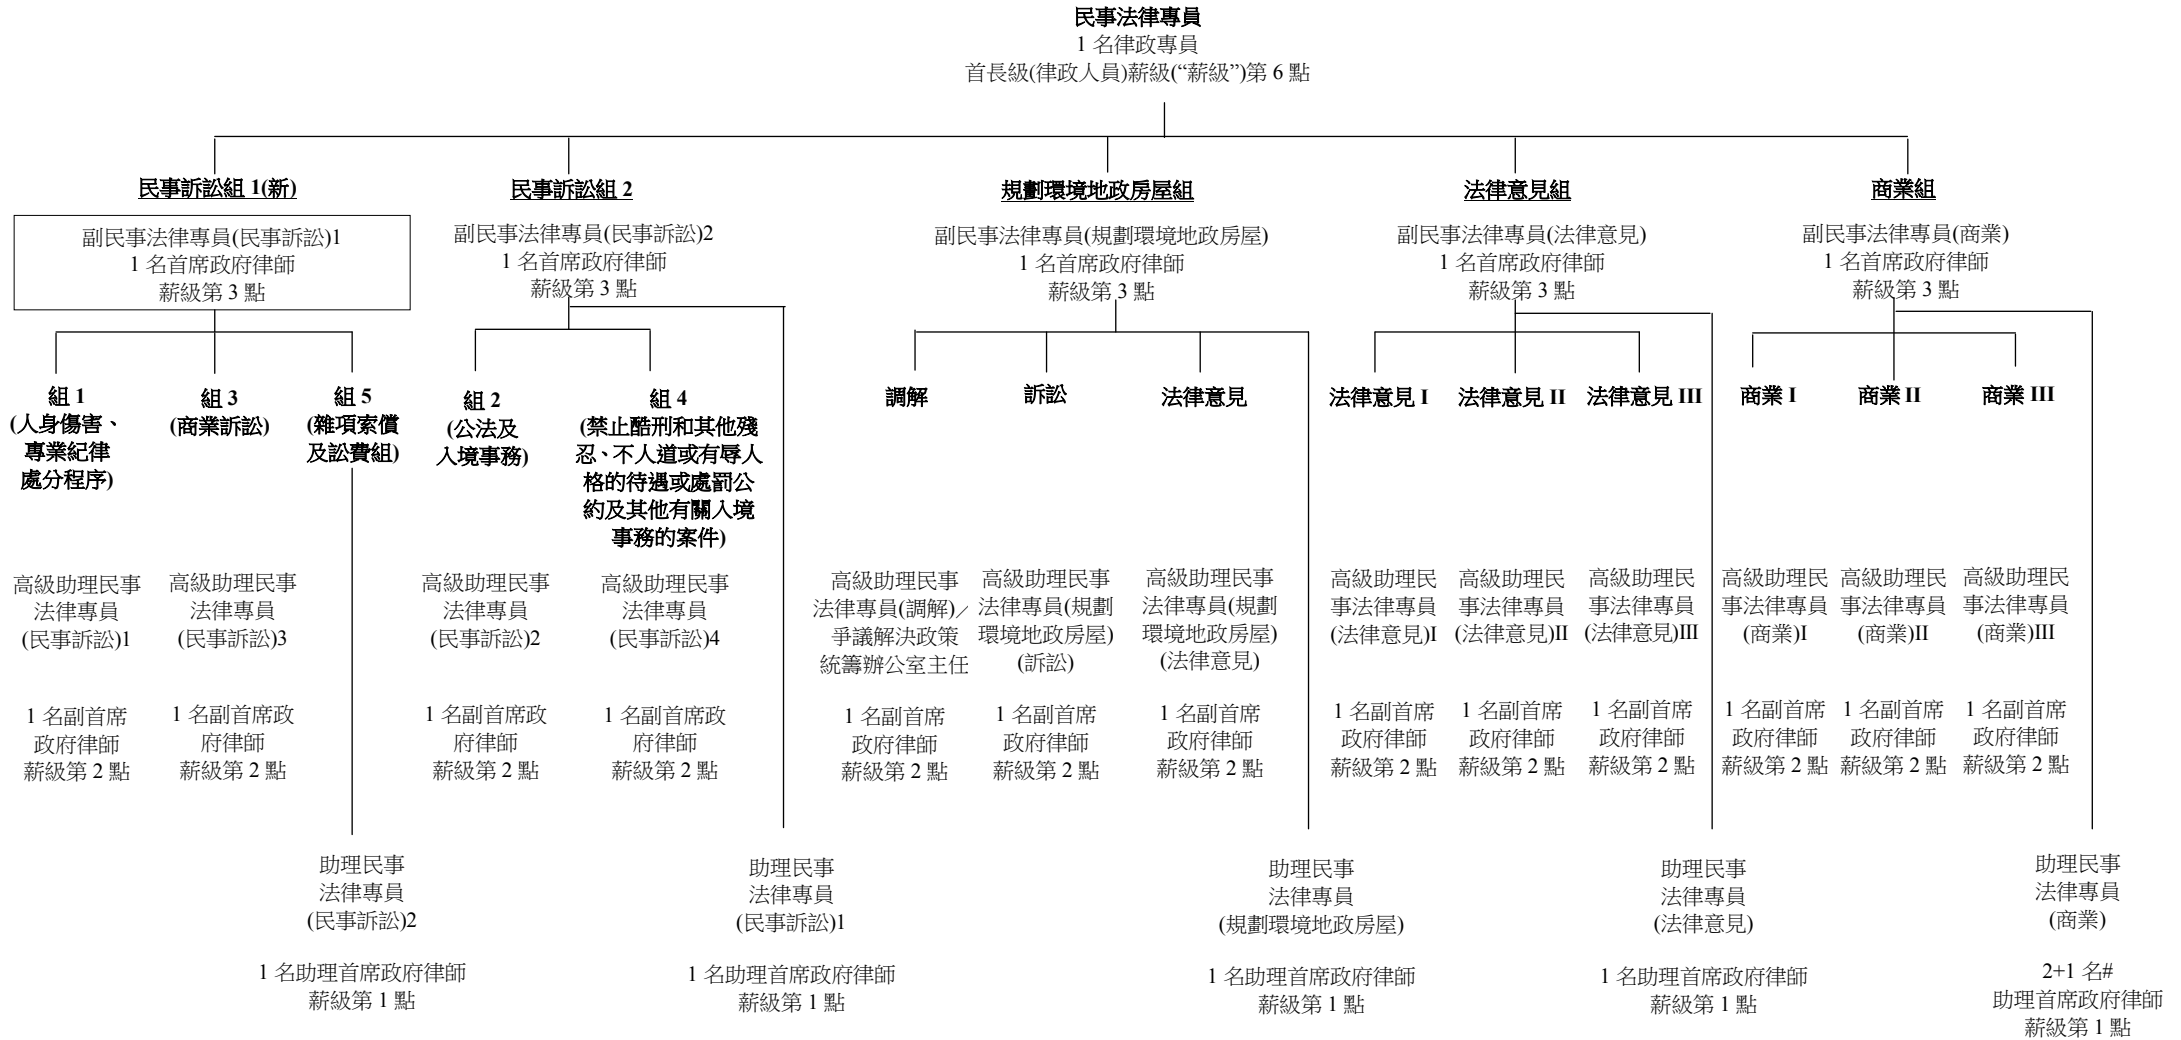 民事法律專員
1 名律政專員
首長級(律政人員)薪級(“薪級”)第 6 點
民事訴訟組 1(新)
副民事法律專員(民事訴訟)1
1 名首席政府律師
薪級第 3 點
民事訴訟組 2
副民事法律專員(民事訴訟)2
1 名首席政府律師
薪級第 3 點
規劃環境地政房屋組
副民事法律專員(規劃環境地政房屋)
1 名首席政府律師
薪級第 3 點
法律意見組
副民事法律專員(法律意見)
1 名首席政府律師
薪級第 3 點
商業組
副民事法律專員(商業)
1 名首席政府律師
薪級第 3 點
組 1
(人身傷害、
專業紀律
處分程序)
組 3
(商業訴訟)
組 5
(雜項索償
及訟費組)
組 2
(公法及
入境事務)
組 4
(禁止酷刑和其他殘
忍、不人道或有辱人
格的待遇或處罰公
約及其他有關入境
事務的案件)
調解
訴訟
法律意見
法律意見 I
法律意見 II
法律意見 III
商業 I
商業 II
商業 III
高級助理民事
法律專員
(民事訴訟)1
高級助理民事
法律專員
(民事訴訟)3
高級助理民事
法律專員
(民事訴訟)2
高級助理民事
法律專員
(民事訴訟)4
高級助理民事
法律專員(調解)／
爭議解決政策
統籌辦公室主任
高級助理民事
法律專員(規劃
環境地政房屋)
(訴訟)
高級助理民事
法律專員(規劃
環境地政房屋)
(法律意見)
高級助理民
事法律專員
(法律意見)I
高級助理民
事法律專員
(法律意見)II
高級助理民
事法律專員
(法律意見)III
高級助理民
事法律專員
(商業)I
高級助理民
事法律專員
(商業)II
高級助理民
事法律專員
(商業)III
1 名副首席
政府律師
薪級第 2 點
1 名副首席政
府律師
薪級第 2 點
1 名副首席政
府律師
薪級第 2 點
1 名副首席政
府律師
薪級第 2 點
1 名副首席
政府律師
薪級第 2 點
1 名副首席
政府律師
薪級第 2 點
1 名副首席
政府律師
薪級第 2 點
1 名副首席
政府律師
薪級第 2 點
1 名副首席
政府律師
薪級第 2 點
1 名副首席
政府律師
薪級第 2 點
1 名副首席
政府律師
薪級第 2 點
1 名副首席
政府律師
薪級第 2 點
1 名副首席
政府律師
薪級第 2 點
助理民事
法律專員
(民事訴訟)2
1 名助理首席政府律師
薪級第 1 點
助理民事
法律專員
(民事訴訟)1
1 名助理首席政府律師
薪級第 1 點
助理民事
法律專員
(規劃環境地政房屋)
1 名助理首席政府律師
薪級第 1 點
助理民事
法律專員
(法律意見)
1 名助理首席政府律師
薪級第 1 點
助理民事
法律專員
(商業)
2+1 名#
助理首席政府律師
薪級第 1 點